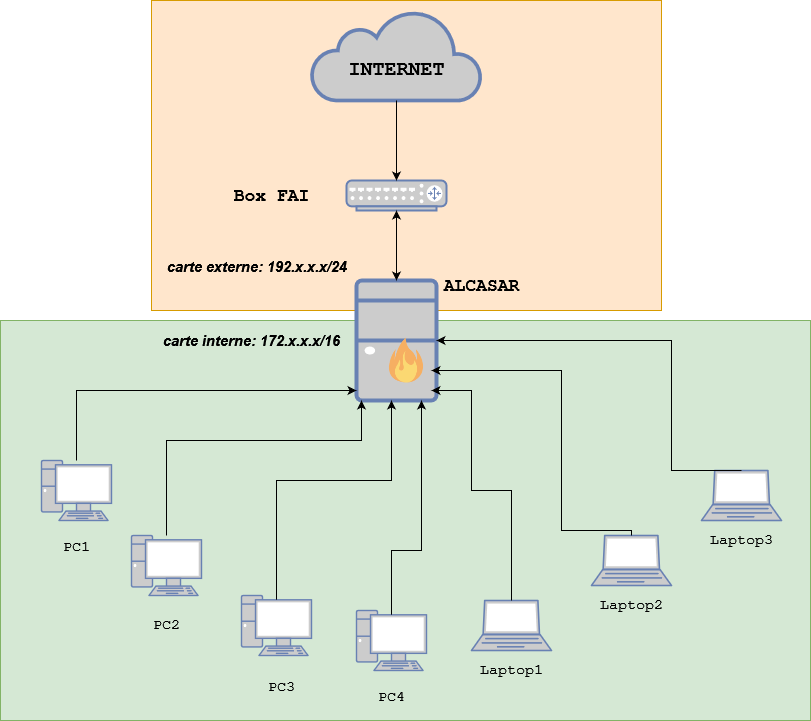 INTERNET
Box FAI
carte externe: 192.x.x.x/24
ALCASAR
carte interne: 172.x.x.x/16
PC1
PC2
PC3
PC4
Laptop1
Laptop2
Laptop3